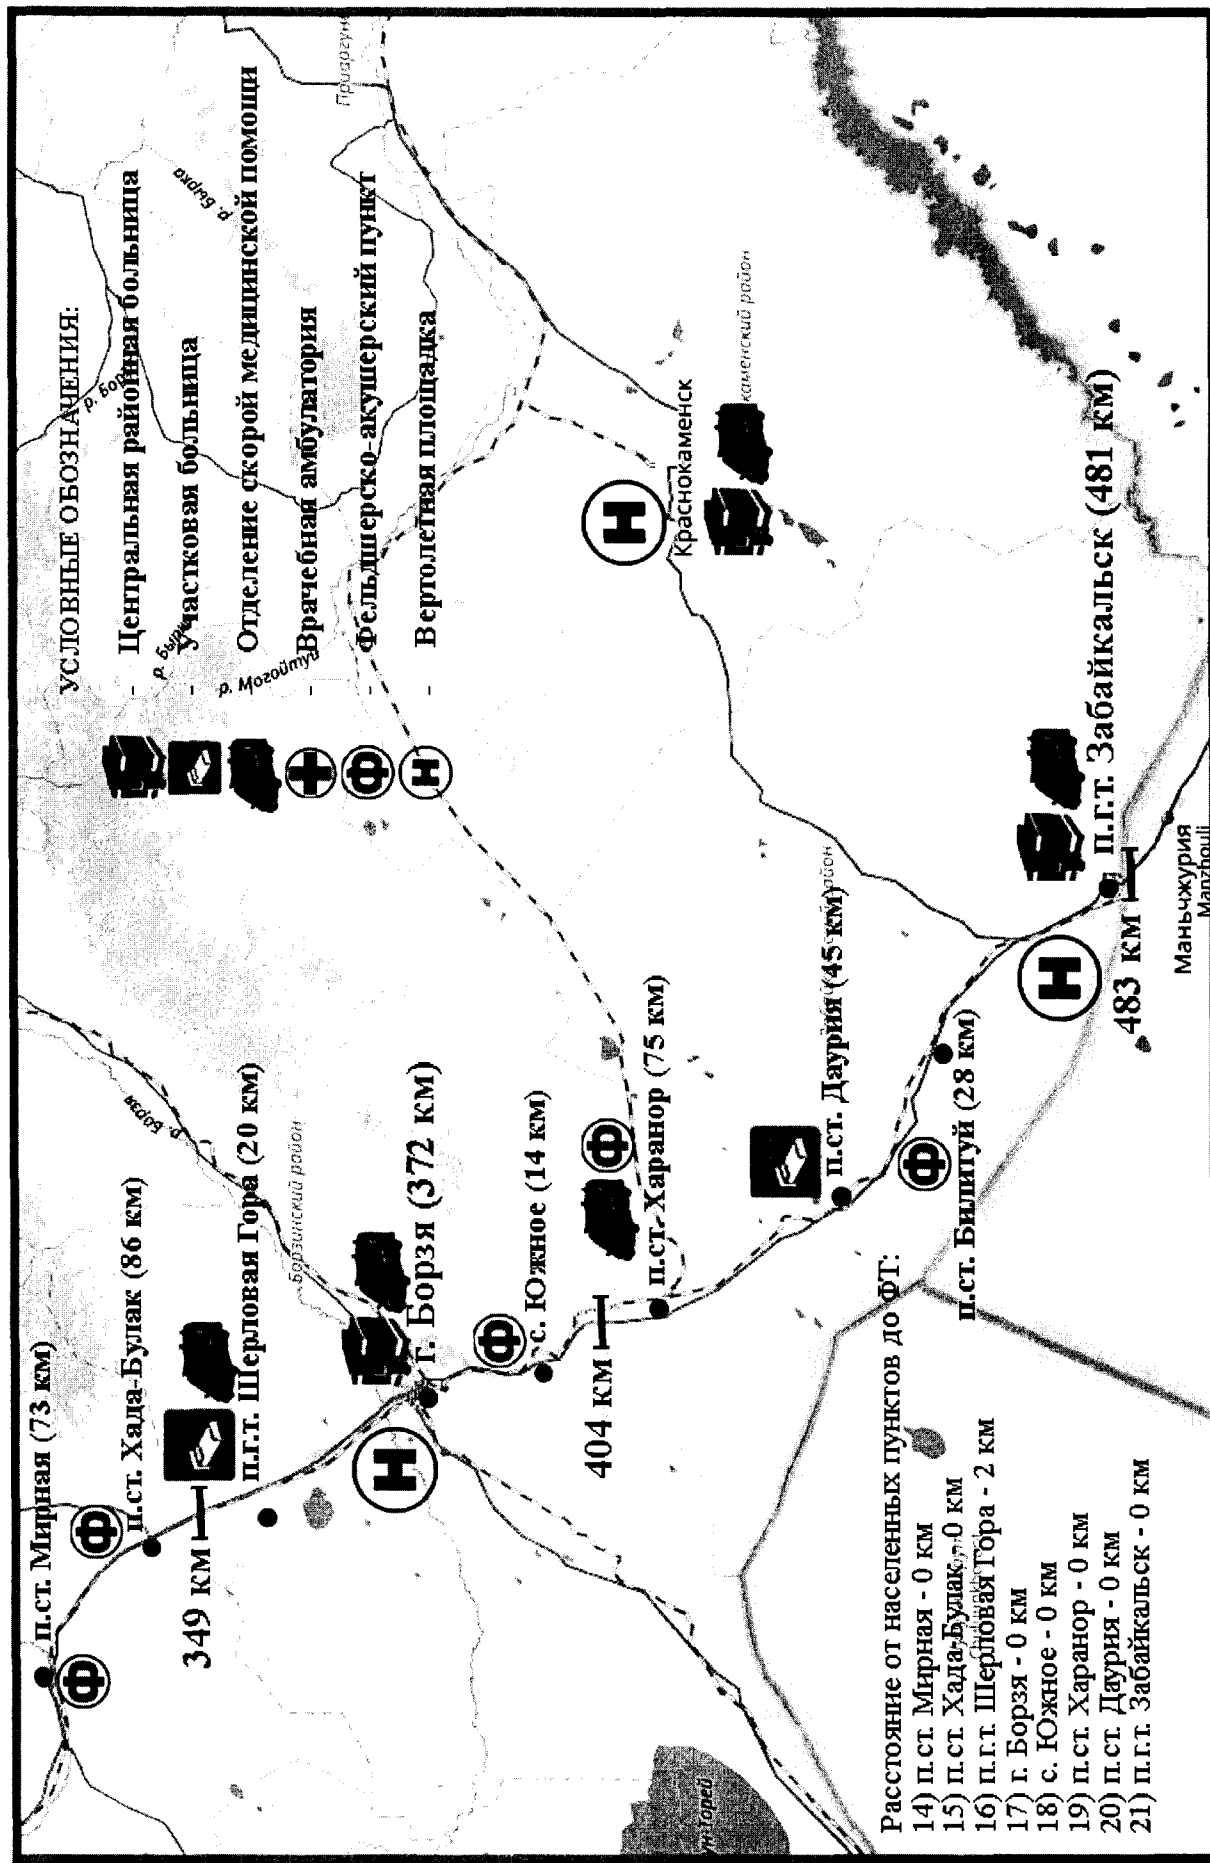 УСЛОВНЫЕ ОБОЗНАЧЕНИЯ:
- Центральная районная больница
- Участковая больница
- Отделение скорой медицинской помощи
- Врачебная амбулатория
Ф - Фельдшерско-акушерский пункт
Н - Вертолетная площадка
р. Борзя
р. Могойтуй
п.ст. Мирная (73 км)
Ф
п.ст. Хада-Булак (86 км)
Ф
349 км
п.г.т. Шерловая Гора (20 км)
р. Борзя
Борзинский район
г. Борзя (372 км)
Н
с. Южное (14 км)
Ф
404 км
п.ст. Харанор (75 км)
Ф
п.ст. Даурия (45 км)
район
п.ст. Билитуй (28 км)
Ф
Н
Краснокаменск
каменский район
п.г.т. Забайкальск (481 км)
Н
483 км
Маньчжурия
Manzhouli
Торей
Расстояние от населенных пунктов до ФТ:
14) п.ст. Мирная - 0 км
15) п.ст. Хада-Булак - 0 км
16) п.г.т. Шерловая Гора - 2 км
17) г. Борзя - 0 км
18) с. Южное - 0 км
19) п.ст. Харанор - 0 км
20) п.ст. Даурия - 0 км
21) п.г.т. Забайкальск - 0 км